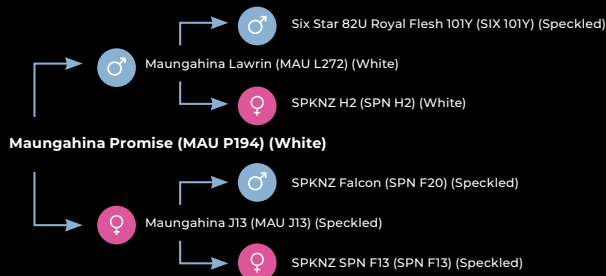 Six Star 82U Royal Flesh 101Y (SIX 101Y) (Speckled)
Maungahina Lawrin (MAU L272) (White)
SPKNZ H2 (SPN H2) (White)
Maungahina Promise (MAU P194) (White)
SPKNZ Falcon (SPN F20) (Speckled)
Maungahina J13 (MAU J13) (Speckled)
SPKNZ SPN F13 (SPN F13) (Speckled)